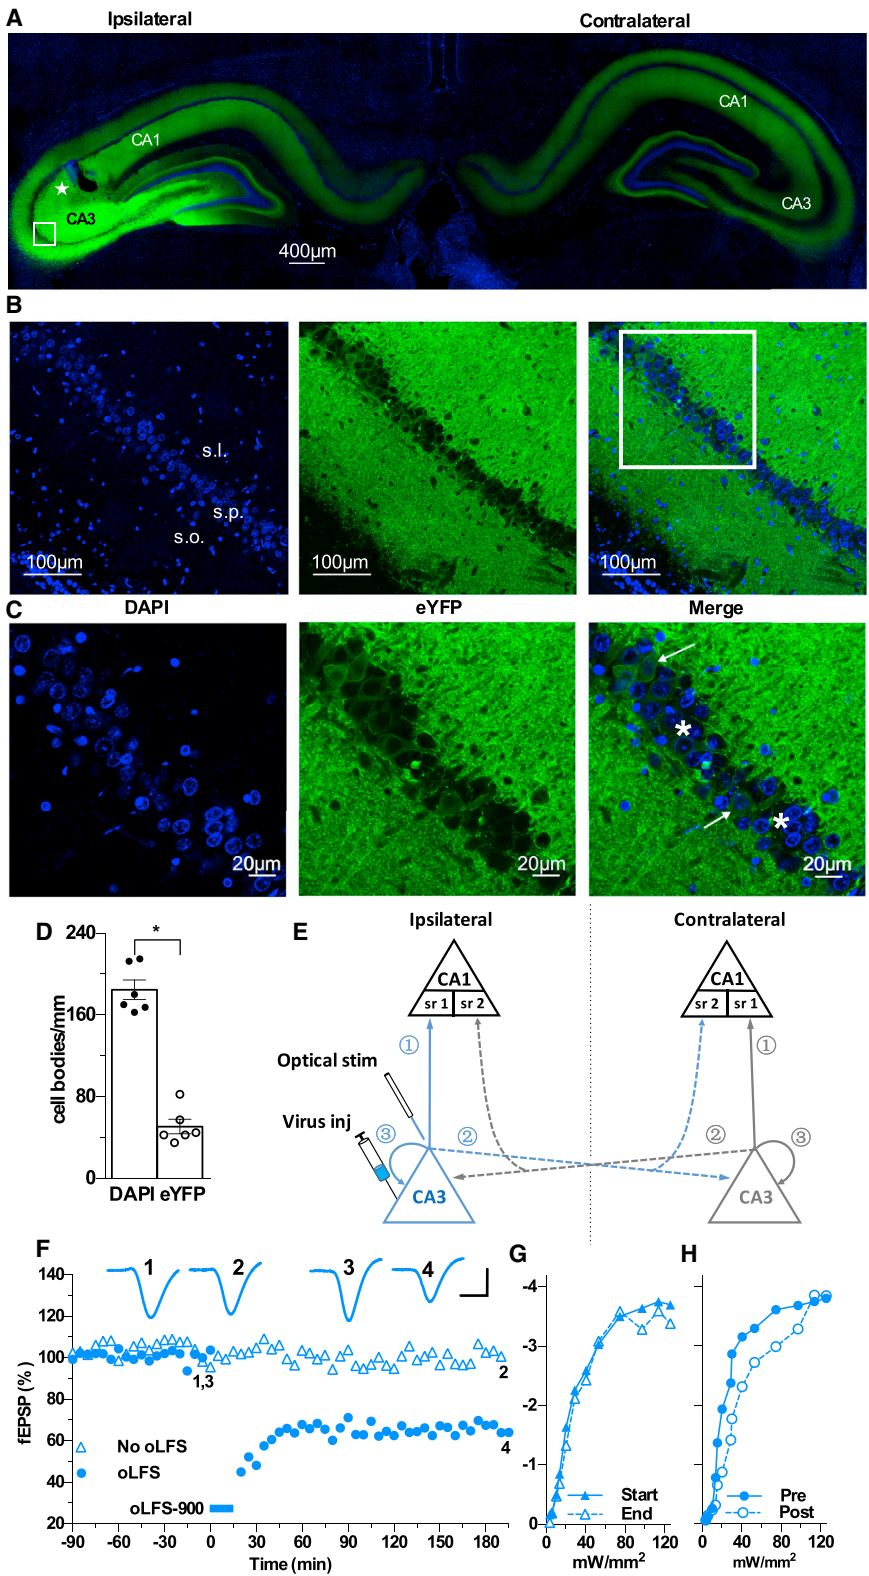 A
Ipsilateral
Contralateral
CA1
CA1
CA3
CA3
400µm
B
s.l.
s.p.
s.o.
100µm
100µm
100µm
C
DAPI
eYFP
Merge
*
*
20µm
20µm
20µm
D
240
160
80
0
cell bodies/mm
*
DAPI eYFP
E
Ipsilateral
Contralateral
CA1
sr 1 sr 2
CA1
sr 2 sr 1
①
①
Optical stim
Virus inj
③
②
②
③
CA3
CA3
F
1 2 3 4
140
120
100
80
60
40
20
fEPSP (%)
1,3
2
4
No oLFS
oLFS
oLFS-900
-90 -60 -30 0 30 60 90 120 150 180
Time (min)
G
-4
-3
-2
-1
0
Start
End
0 40 80 120
mW/mm²
H
Pre
Post
0 40 80 120
mW/mm²